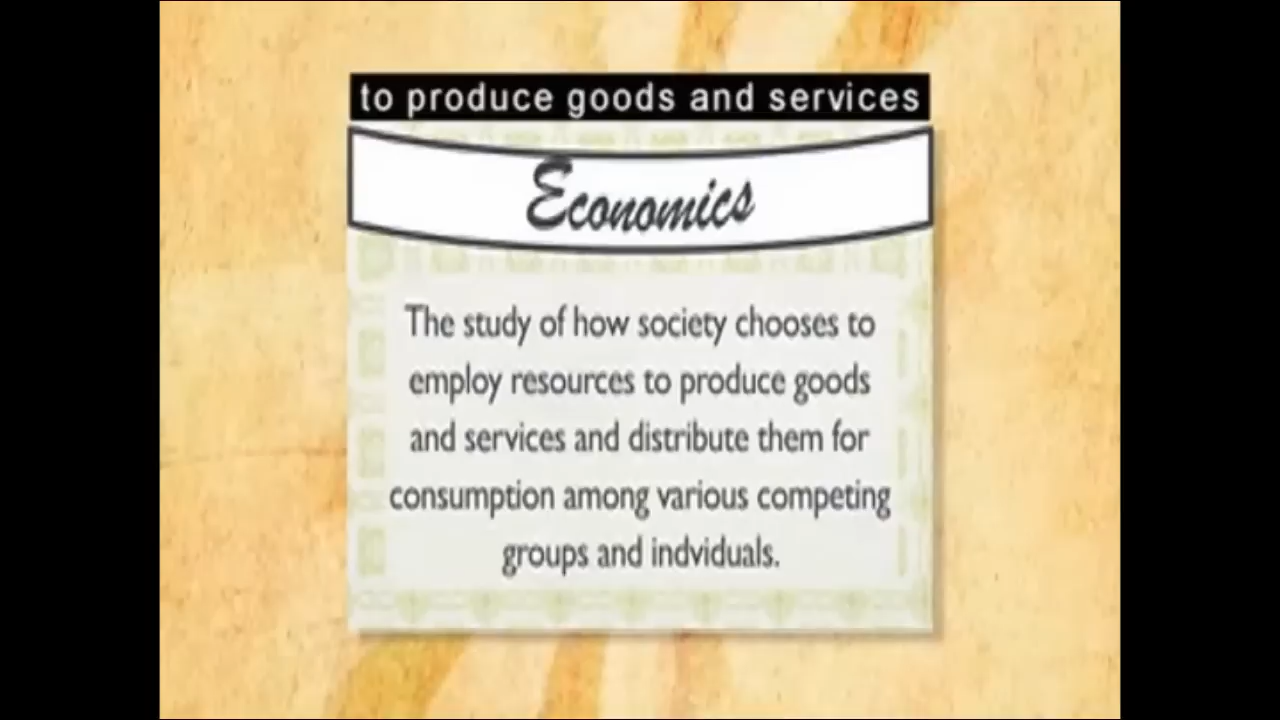 to produce goods and services
Economics
The study of how society chooses to
employ resources to produce goods
and services and distribute them for
consumption among various competing
groups and indviduals.